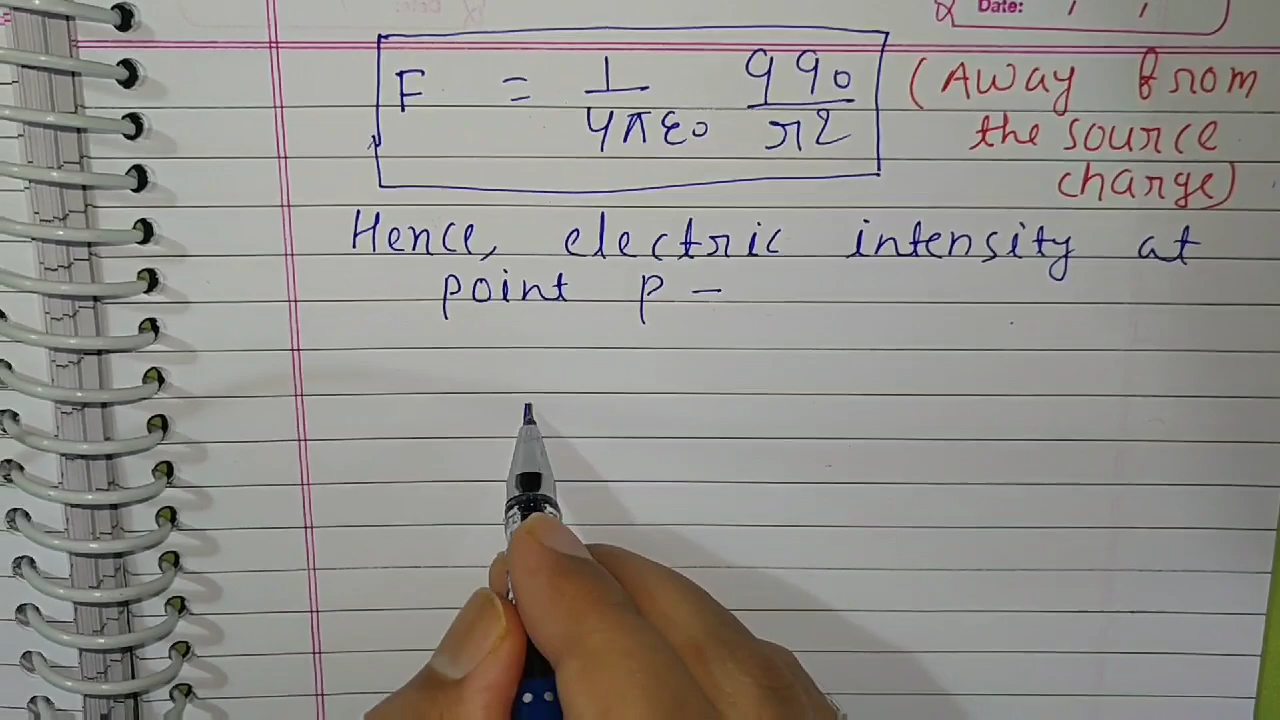 Date: / /
F = 1/4πε0 qq0/r2 (Away from
the source
charge)
Hence, electric intensity at
point p –